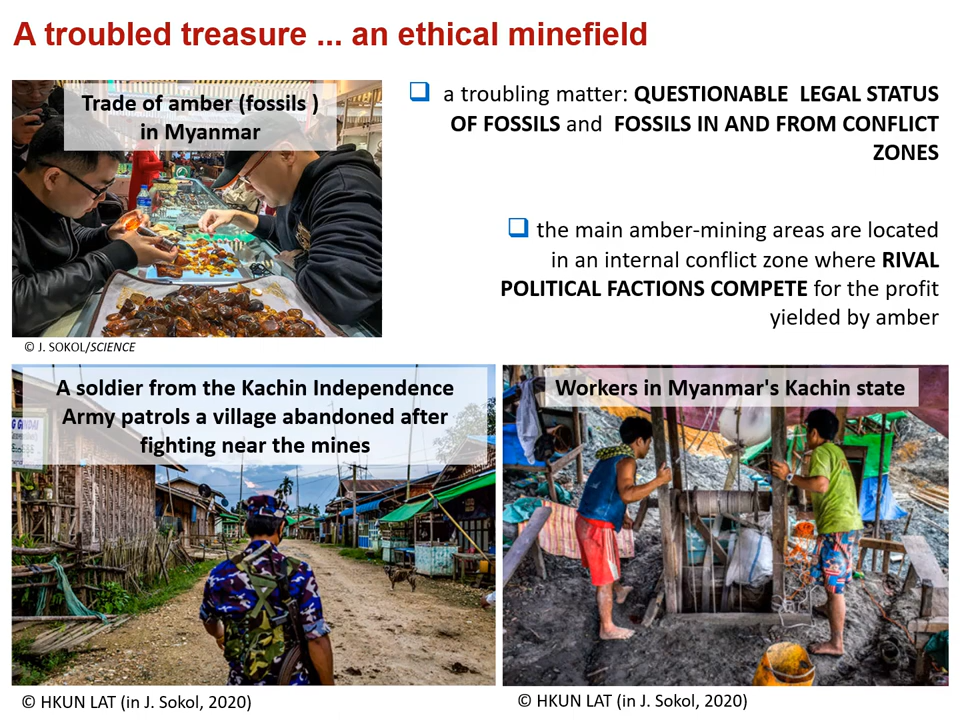 A troubled treasure ... an ethical minefield
Trade of amber (fossils )
in Myanmar
© J. SOKOL/SCIENCE
❑ a troubling matter: QUESTIONABLE LEGAL STATUS
OF FOSSILS and FOSSILS IN AND FROM CONFLICT
ZONES
❑ the main amber-mining areas are located
in an internal conflict zone where RIVAL
POLITICAL FACTIONS COMPETE for the profit
yielded by amber
A soldier from the Kachin Independence
Army patrols a village abandoned after
fighting near the mines
© HKUN LAT (in J. Sokol, 2020)
Workers in Myanmar's Kachin state
© HKUN LAT (in J. Sokol, 2020)